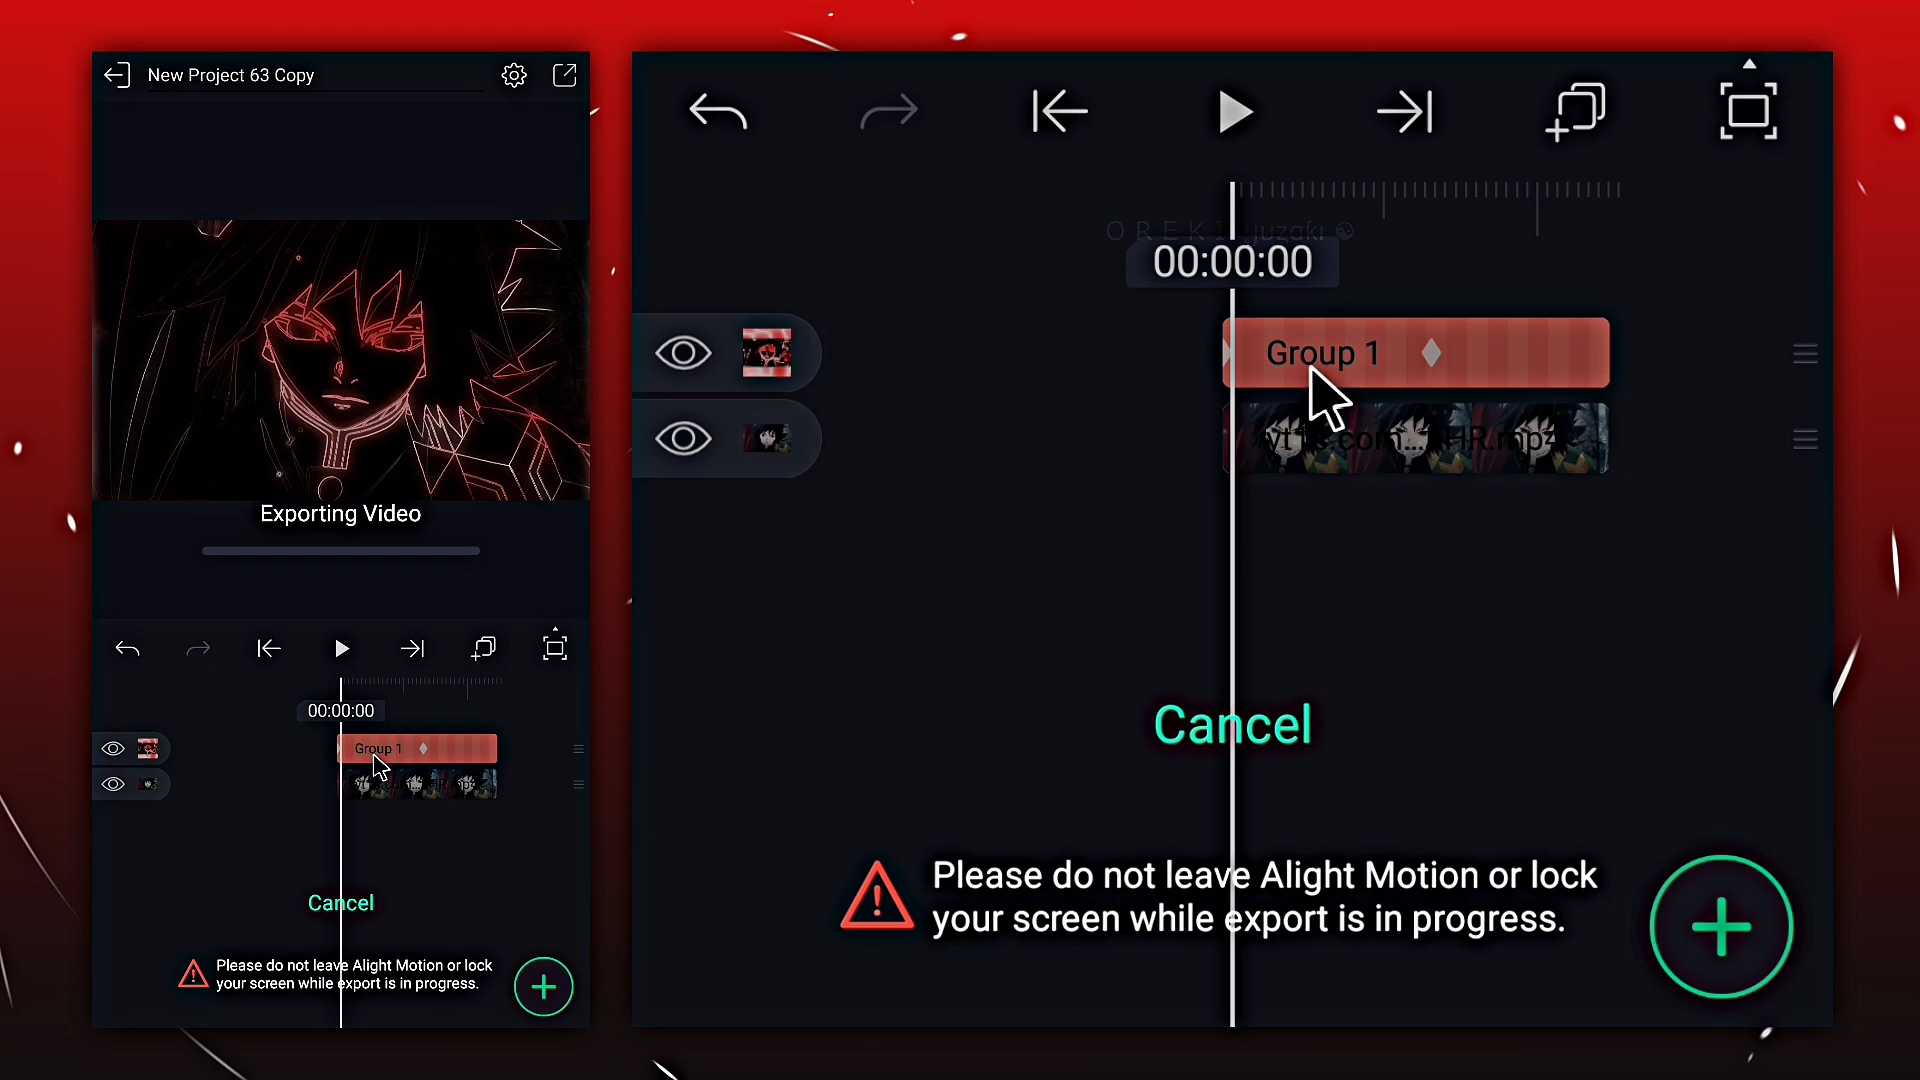 New Project 63 Copy
Exporting Video
00:00:00
Group 1
Cancel
Please do not leave Alight Motion or lock
your screen while export is in progress.
O R E K I yuzaki
00:00:00
Group 1
Cancel
Please do not leave Alight Motion or lock
your screen while export is in progress.